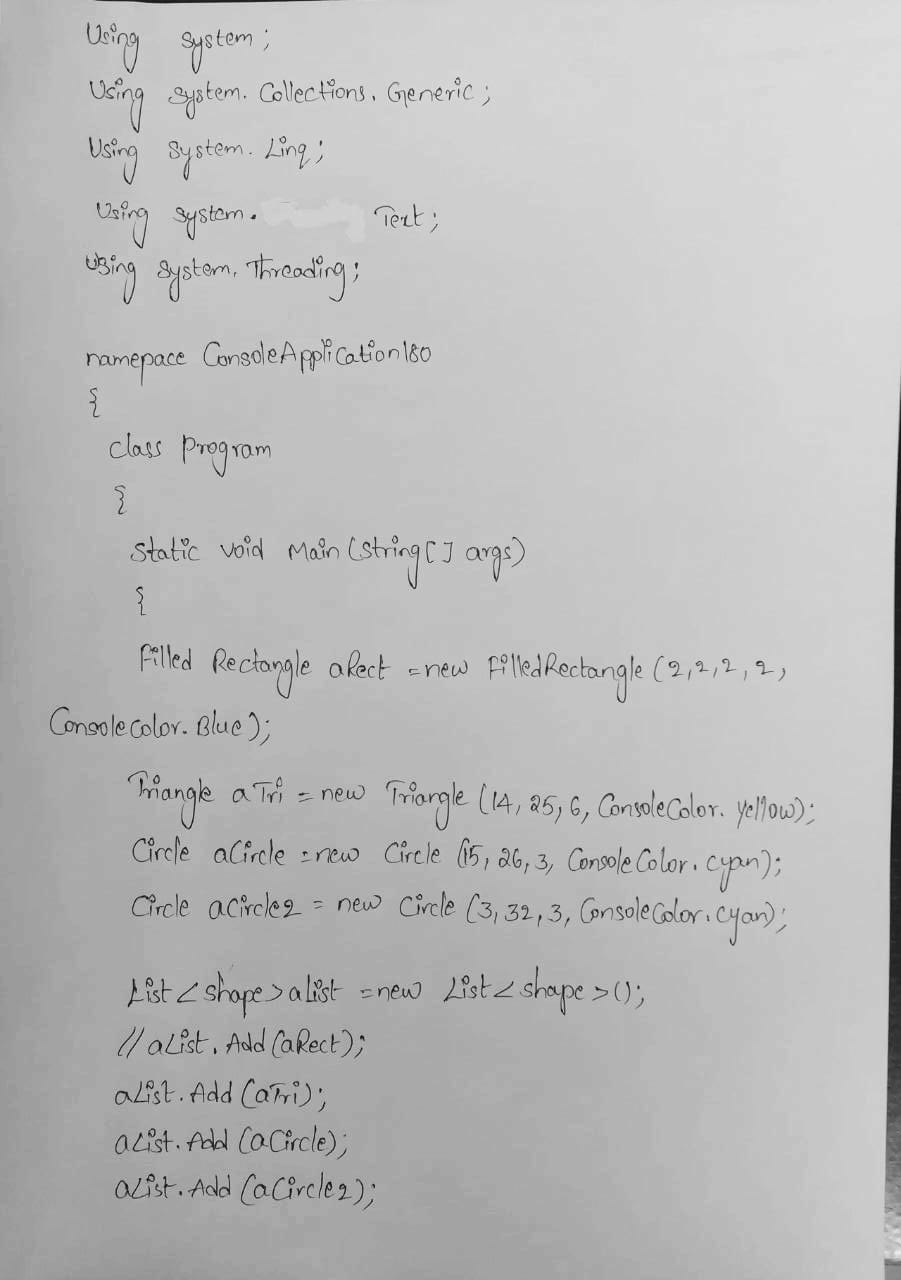 Using system;
Using system. Collections. Generic;
Using system. Linq;
Using system. Text;
Using system. Threading;
namepace ConsoleApplication180
{
class program
{
Static void Main (string[] args)
{
Filled Rectangle aRect = new FilledRectangle (2,2,2,2,
Consolecolor. Blue);
Triangle aTri = new Triangle (14, 25, 6, ConsoleColor. yellow);
Circle aCircle = new Circle (15, 26, 3, ConsoleColor. cyan);
Circle aCircle2 = new Circle (3, 32, 3, ConsoleColor. cyan);
List<shape> aList = new List<shape>();
// aList. Add (aRect);
aList. Add (aTri);
aList. Add (aCircle);
aList. Add (aCircle2);